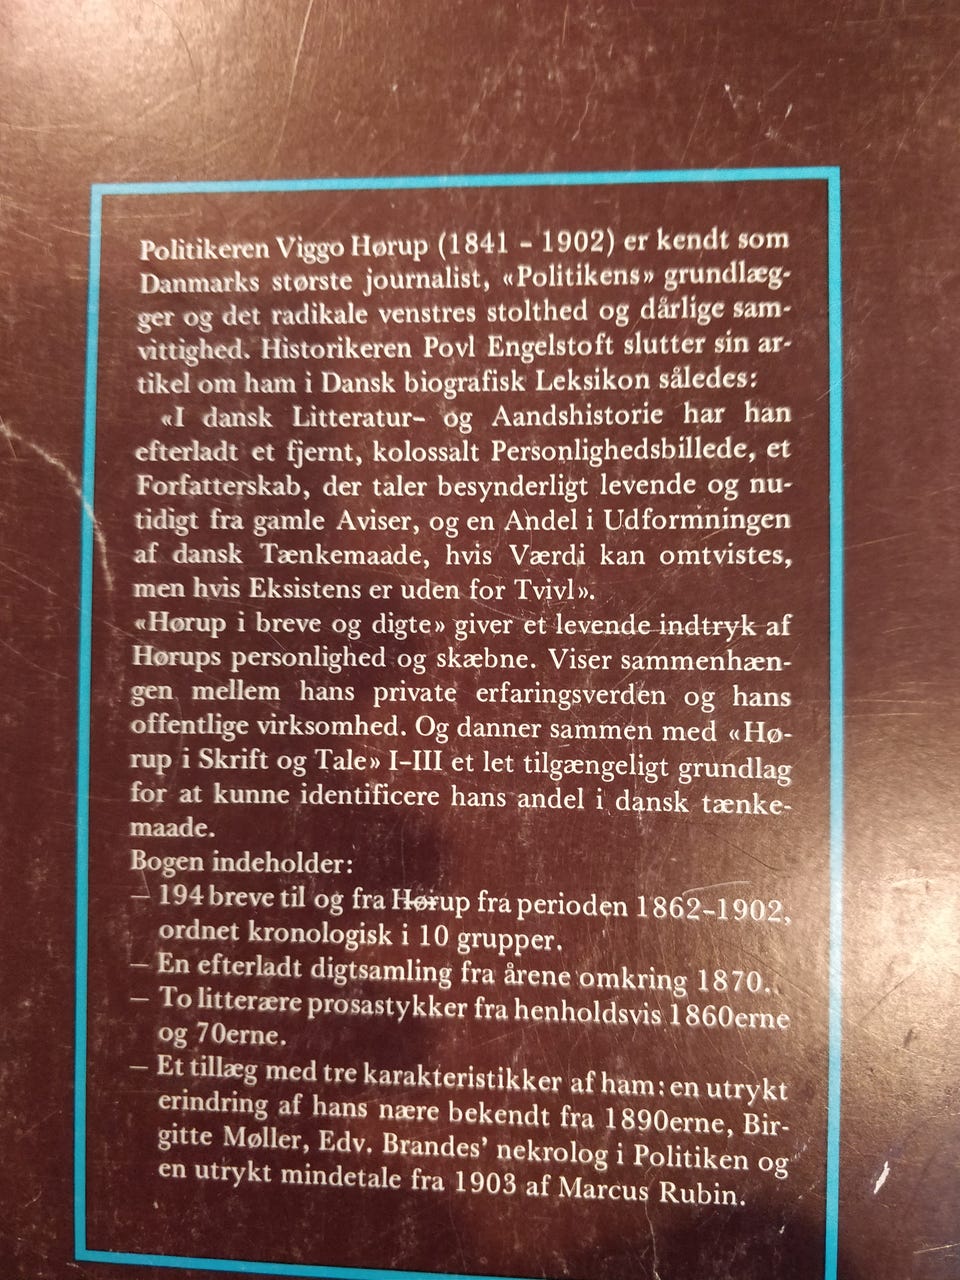 Politikeren Viggo Hørup (1841 - 1902) er kendt som
Danmarks største journalist, «Politikens» grundlæg-
ger og det radikale venstres stolthed og dårlige sam-
vittighed. Historikeren Povl Engelstoft slutter sin ar-
tikel om ham i Dansk biografisk Leksikon således:
«I dansk Litteratur- og Aandshistorie har han
efterladt et fjernt, kolossalt Personlighedsbillede, et
Forfatterskab, der taler besynderligt levende og nu-
tidigt fra gamle Aviser, og en Andel i Udformningen
af dansk Tænkemaade, hvis Værdi kan omtvistes,
men hvis Eksistens er uden for Tvivl».
«Hørup i breve og digte» giver et levende indtryk af
Hørups personlighed og skæbne. Viser sammenhæn-
gen mellem hans private erfaringsverden og hans
offentlige virksomhed. Og danner sammen med «Hø-
rup i Skrift og Tale» I-III et let tilgængeligt grundlag
for at kunne identificere hans andel i dansk tænke-
maade.
Bogen indeholder:
– 194 breve til og fra Hørup fra perioden 1862-1902,
ordnet kronologisk i 10 grupper.
– En efterladt digtsamling fra årene omkring 1870.
– To litterære prosastykker fra henholdsvis 1860erne
og 70erne.
– Et tillæg med tre karakteristikker af ham: en utrykt
erindring af hans nære bekendt fra 1890erne, Bir-
gitte Møller, Edv. Brandes' nekrolog i Politiken og
en utrykt mindetale fra 1903 af Marcus Rubin.